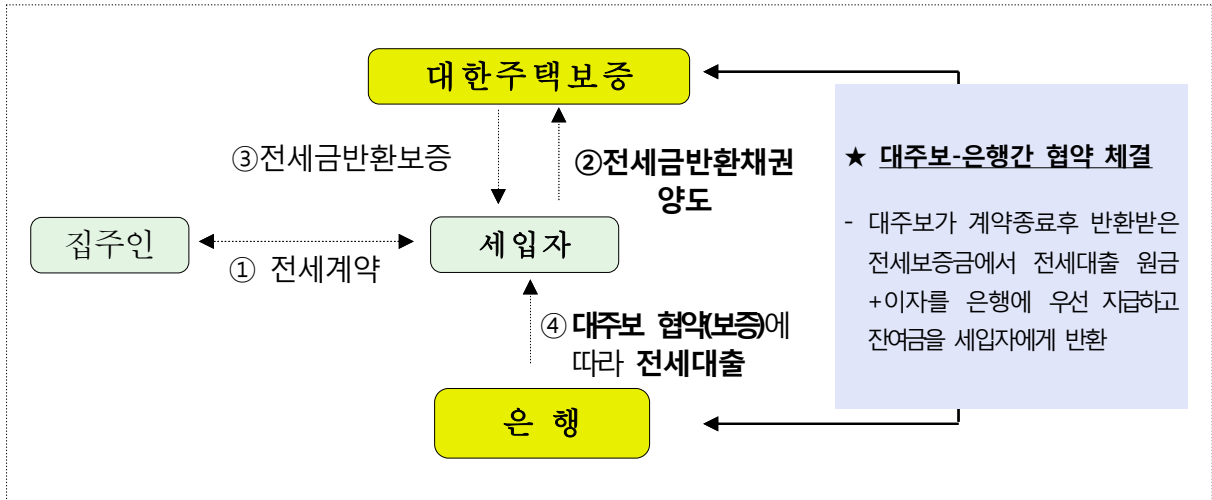 대한주택보증
③전세금반환보증
②전세금반환채권
양도
집주인
세입자
① 전세계약
④대주보 협약(보증)에
따라 전세대출
은 행
★ 대주보-은행간 협약 체결
- 대주보가 계약종료후 반환받은
전세보증금에서 전세대출 원금
+이자를 은행에 우선 지급하고
잔여금을 세입자에게 반환